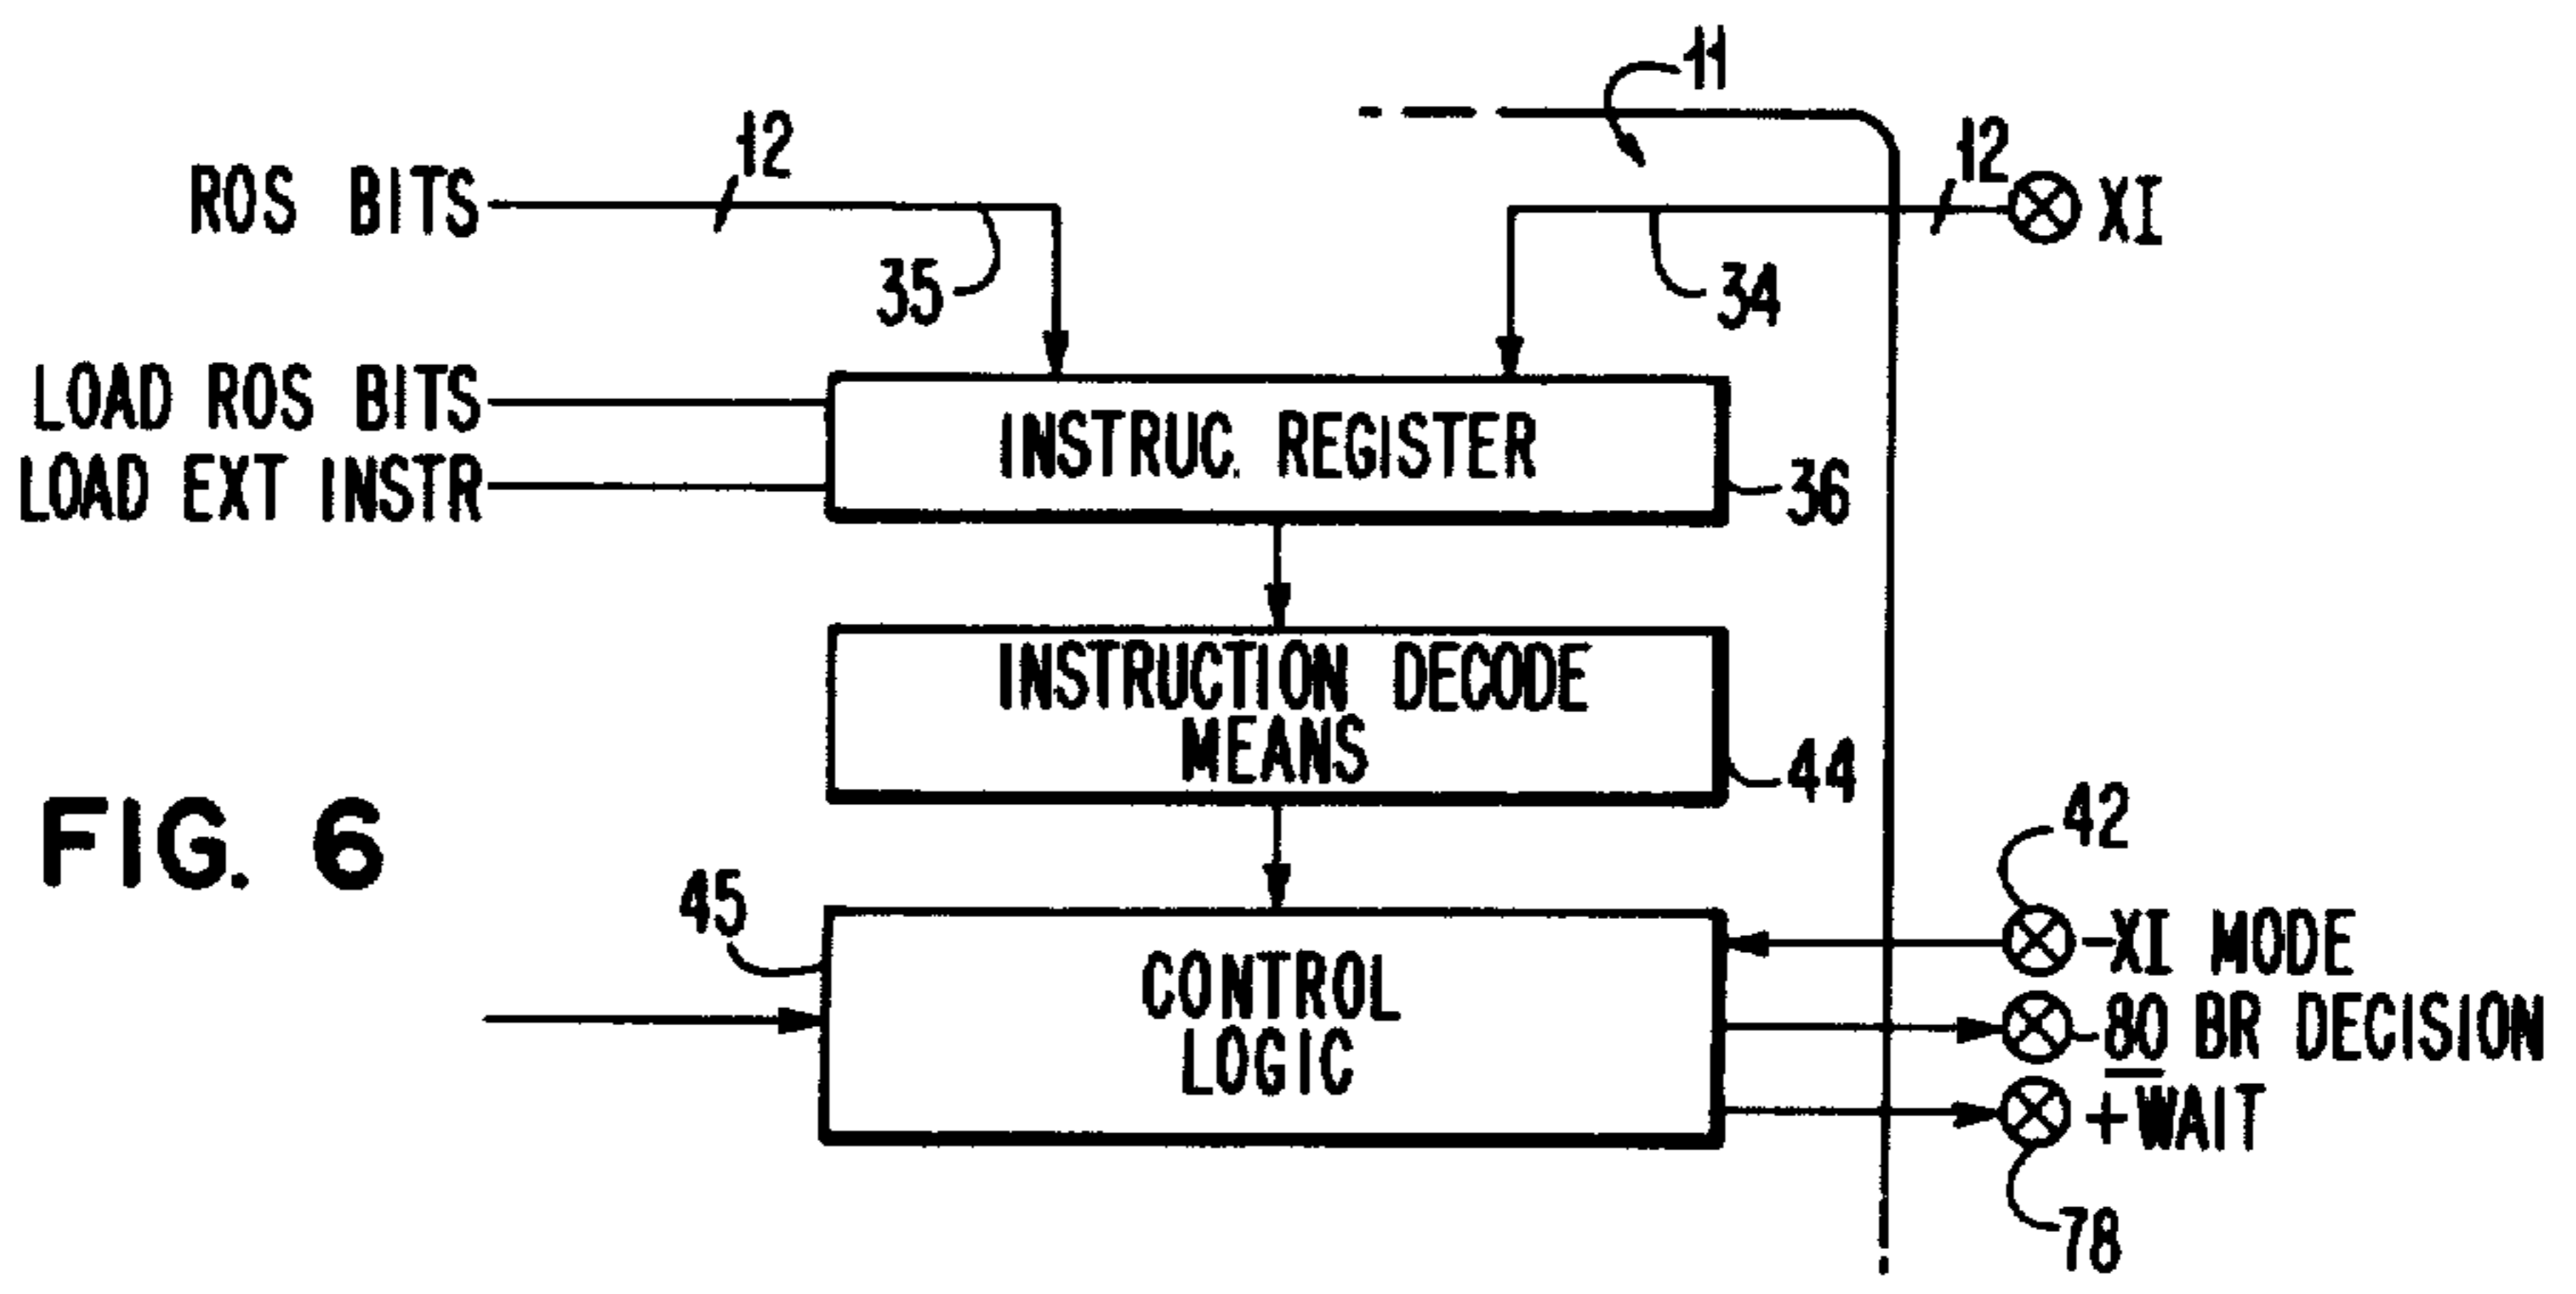 11
12
12
ROS BITS
XI
35
34
LOAD ROS BITS
INSTRUC. REGISTER
LOAD EXT INSTR
36
INSTRUCTION DECODE
MEANS
44
FIG. 6
42
45
-XI MODE
CONTROL
LOGIC
80 BR DECISION
+WAIT
78